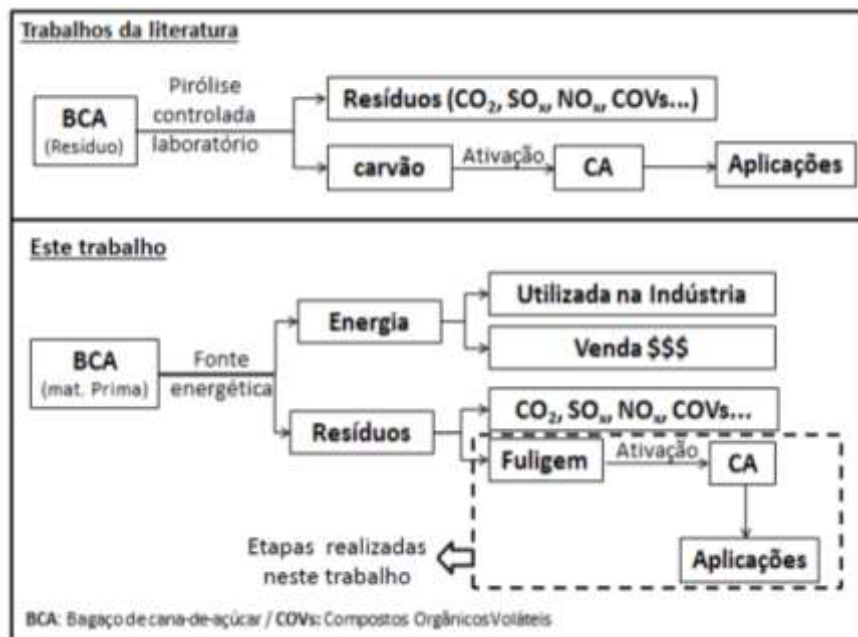 Trabalhos da literatura
BCA
(Resíduo)
Pirólise
controlada
laboratório
Resíduos (CO₂, SOₓ, NOₓ, COVs...)
carvão
Ativação
CA
Aplicações
Este trabalho
BCA
(mat. Prima)
Fonte
energética
Energia
Utilizada na Indústria
Venda $$$
Resíduos
CO₂, SOₓ, NOₓ, COVs...
Fuligem
Ativação
CA
Aplicações
Etapas realizadas
neste trabalho
BCA: Bagaço de cana-de-açúcar / COVs: Compostos Orgânicos Voláteis